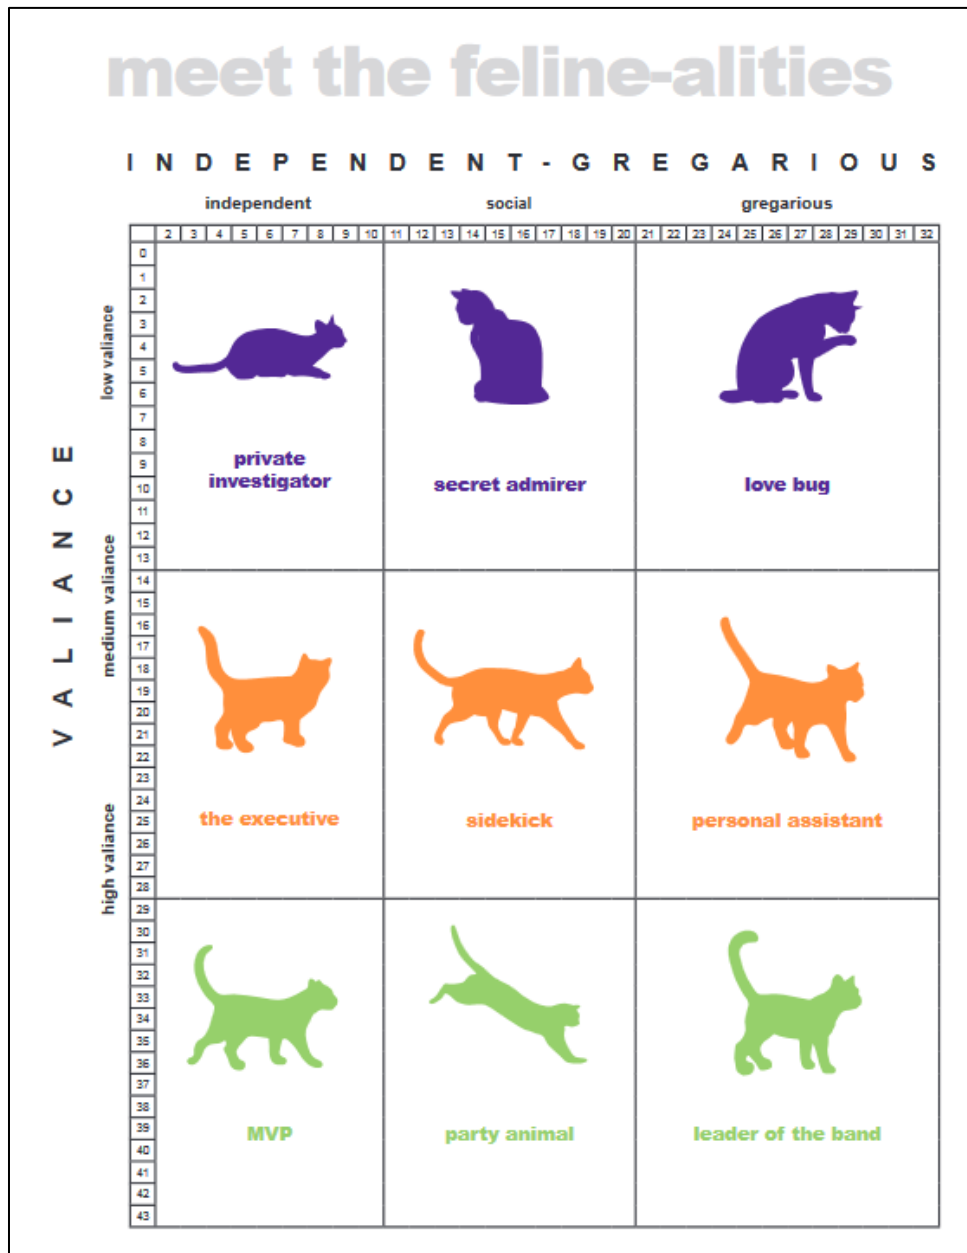 meet the feline-alities
INDEPENDENT-GREGARIOUS
independent social gregarious
2 3 4 5 6 7 8 9 10 11 12 13 14 15 16 17 18 19 20 21 22 23 24 25 26 27 28 29 30 31 32
VALIANCE
low valiance
0
1
2
3
4
5
6
7
8
9
10
11
12
13
private
investigator
secret admirer
love bug
medium valiance
14
15
16
17
18
19
20
21
22
23
24
25
26
27
28
the executive
sidekick
personal assistant
high valiance
29
30
31
32
33
34
35
36
37
38
39
40
41
42
43
MVP
party animal
leader of the band